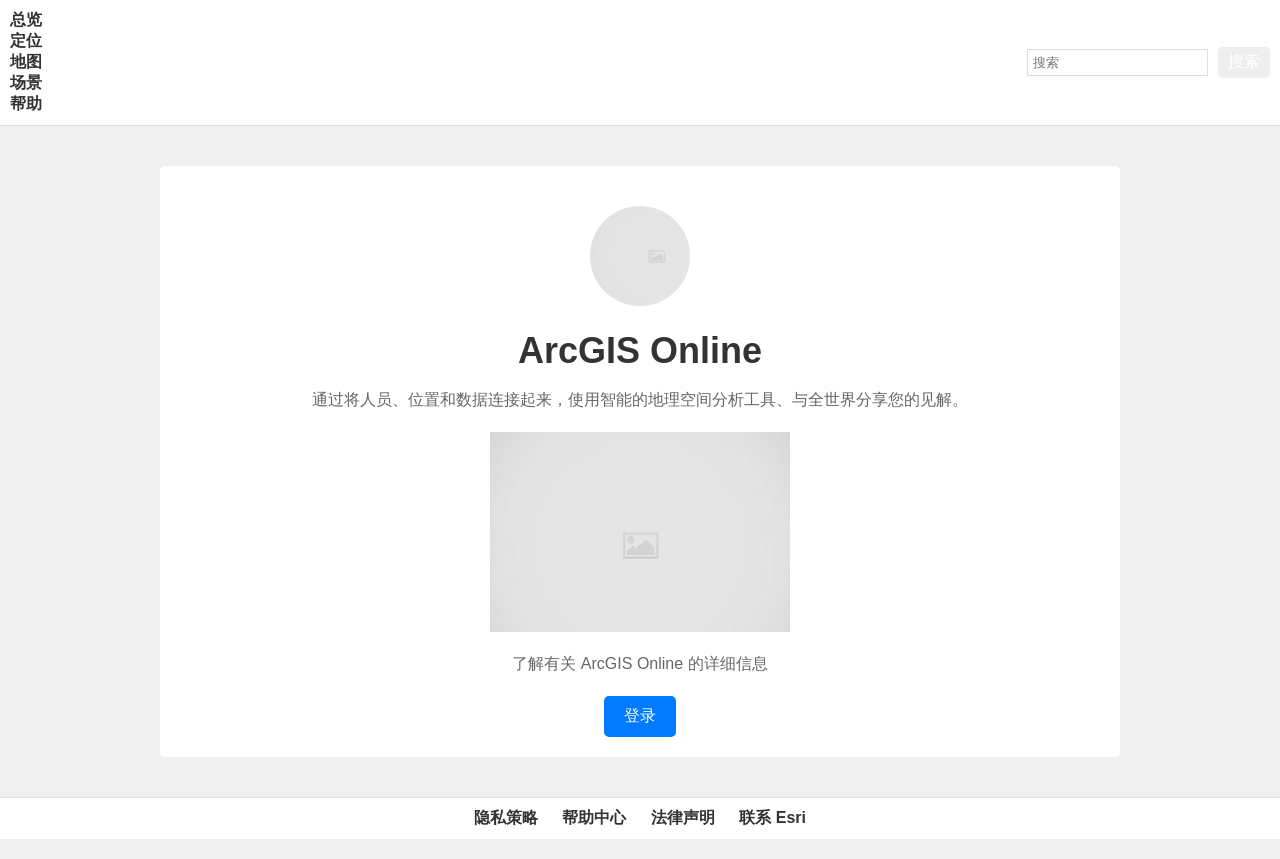 总览
定位
地图
场景
帮助
搜索
搜索
ArcGIS Online
通过将人员、位置和数据连接起来，使用智能的地理空间分析工具、与全世界分享您的见解。
了解有关 ArcGIS Online 的详细信息
登录
隐私策略 帮助中心 法律声明 联系 Esri